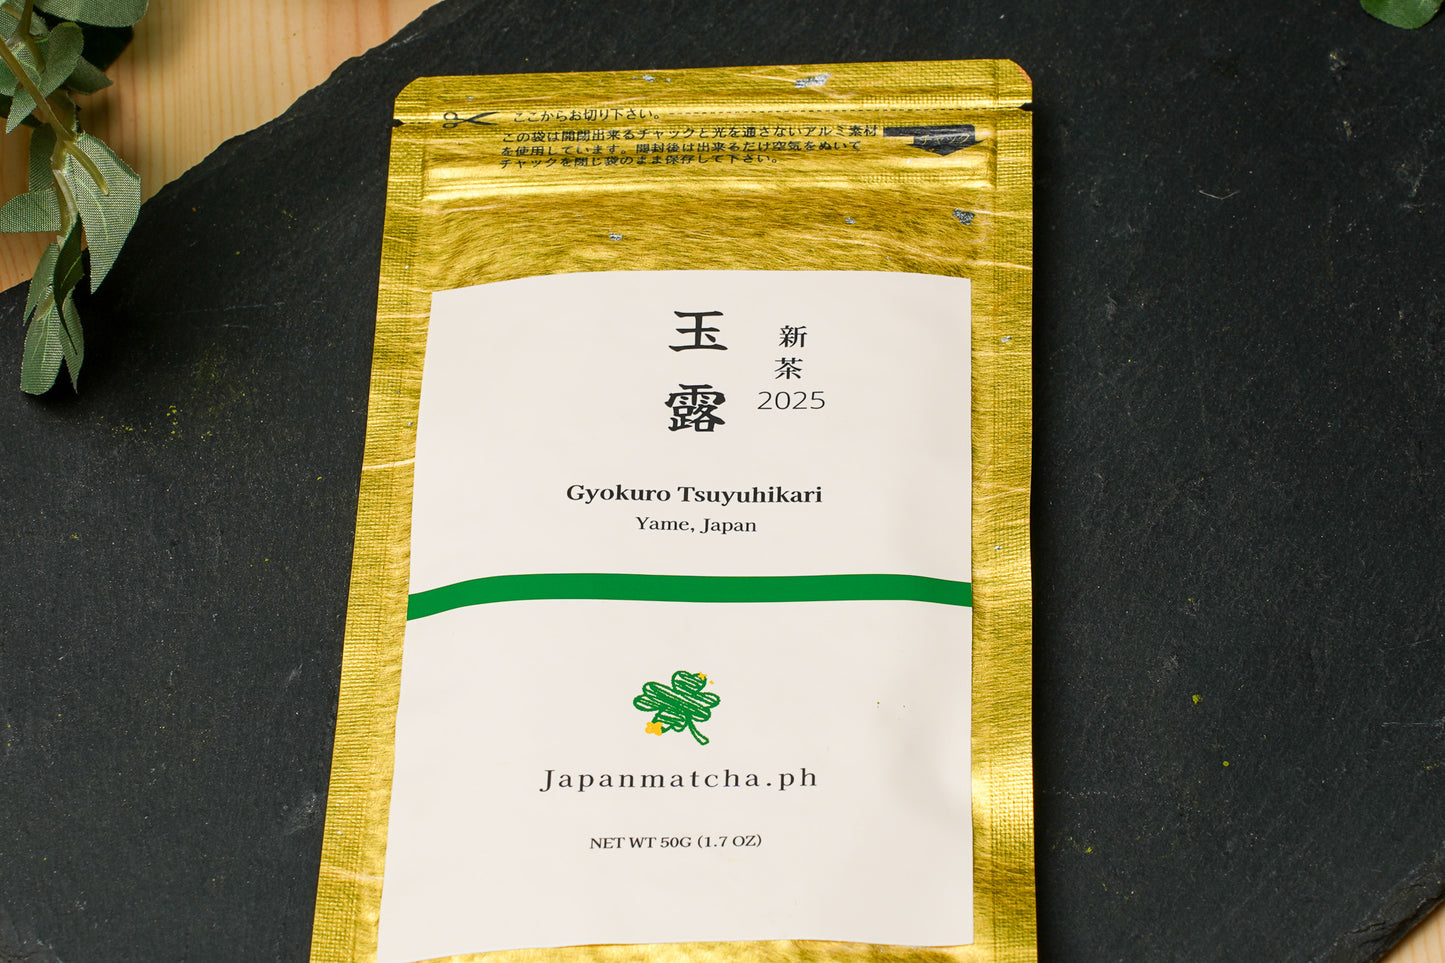 ここからお切り下さい。
この袋は開閉出来るチャックと光を通さないアルミ素材
を使用しています。開封後は出来るだけ空気をぬいて
チャックを閉じ袋のまま保存して下さい。
玉露
新茶
2025
Gyokuro Tsuyuhikari
Yame, Japan
Japanmatcha.ph
NET WT 50G (1.7 OZ)